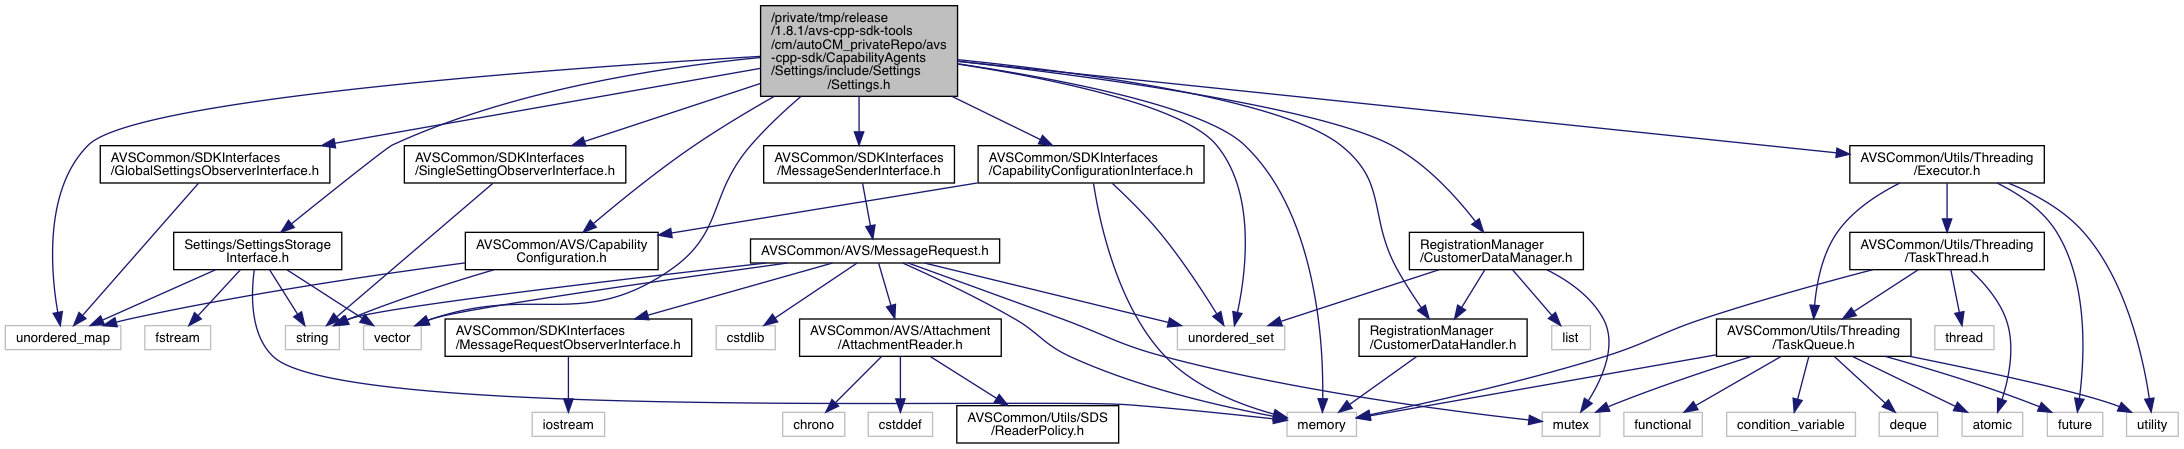 /private/tmp/release
/1.8.1/avs-cpp-sdk-tools
/cm/autoCM_privateRepo/avs
-cpp-sdk/CapabilityAgents
/Settings/include/Settings
/Settings.h
AVSCommon/SDKInterfaces
/GlobalSettingsObserverInterface.h
AVSCommon/SDKInterfaces
/SingleSettingObserverInterface.h
AVSCommon/SDKInterfaces
/MessageSenderInterface.h
AVSCommon/SDKInterfaces
/CapabilityConfigurationInterface.h
AVSCommon/Utils/Threading
/Executor.h
Settings/SettingsStorage
Interface.h
AVSCommon/AVS/Capability
Configuration.h
AVSCommon/AVS/MessageRequest.h
RegistrationManager
/CustomerDataManager.h
AVSCommon/Utils/Threading
/TaskThread.h
unordered_map
fstream
string
vector
AVSCommon/SDKInterfaces
/MessageRequestObserverInterface.h
cstdlib
AVSCommon/AVS/Attachment
/AttachmentReader.h
unordered_set
RegistrationManager
/CustomerDataHandler.h
list
AVSCommon/Utils/Threading
/TaskQueue.h
thread
iostream
chrono
cstddef
AVSCommon/Utils/SDS
/ReaderPolicy.h
memory
mutex
functional
condition_variable
deque
atomic
future
utility